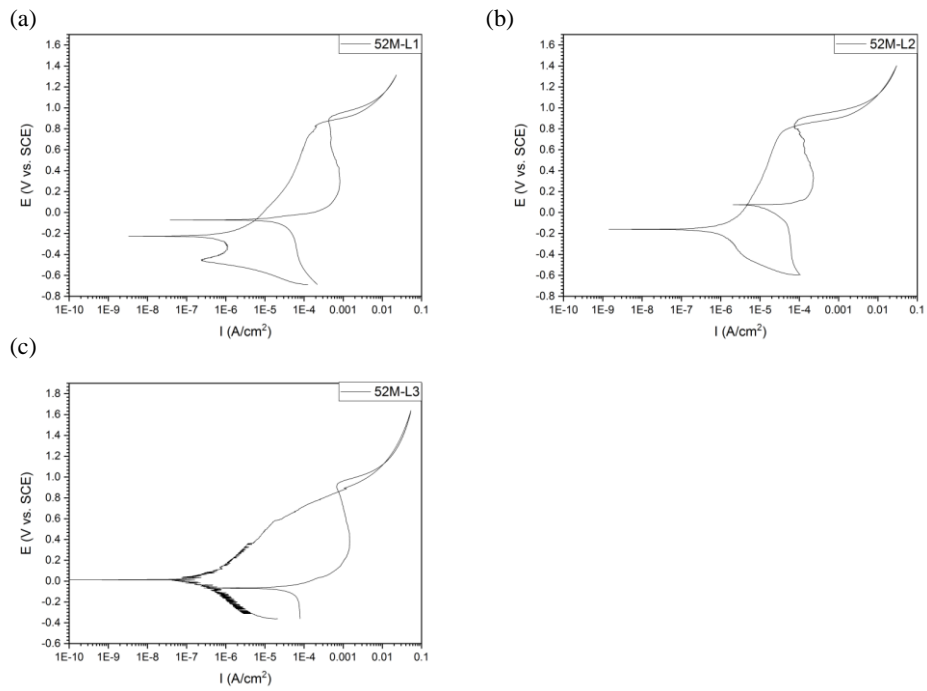 (a)
52M-L1
1.6
1.4
1.2
1.0
0.8
0.6
0.4
0.2
0.0
-0.2
-0.4
-0.6
-0.8
E (V vs. SCE)
1E-10 1E-9 1E-8 1E-7 1E-6 1E-5 1E-4 0.001 0.01 0.1
I (A/cm²)
(b)
52M-L2
1.6
1.4
1.2
1.0
0.8
0.6
0.4
0.2
0.0
-0.2
-0.4
-0.6
-0.8
E (V vs. SCE)
1E-10 1E-9 1E-8 1E-7 1E-6 1E-5 1E-4 0.001 0.01 0.1
I (A/cm²)
(c)
52M-L3
1.8
1.6
1.4
1.2
1.0
0.8
0.6
0.4
0.2
0.0
-0.2
-0.4
-0.6
E (V vs. SCE)
1E-10 1E-9 1E-8 1E-7 1E-6 1E-5 1E-4 0.001 0.01 0.1
I (A/cm²)